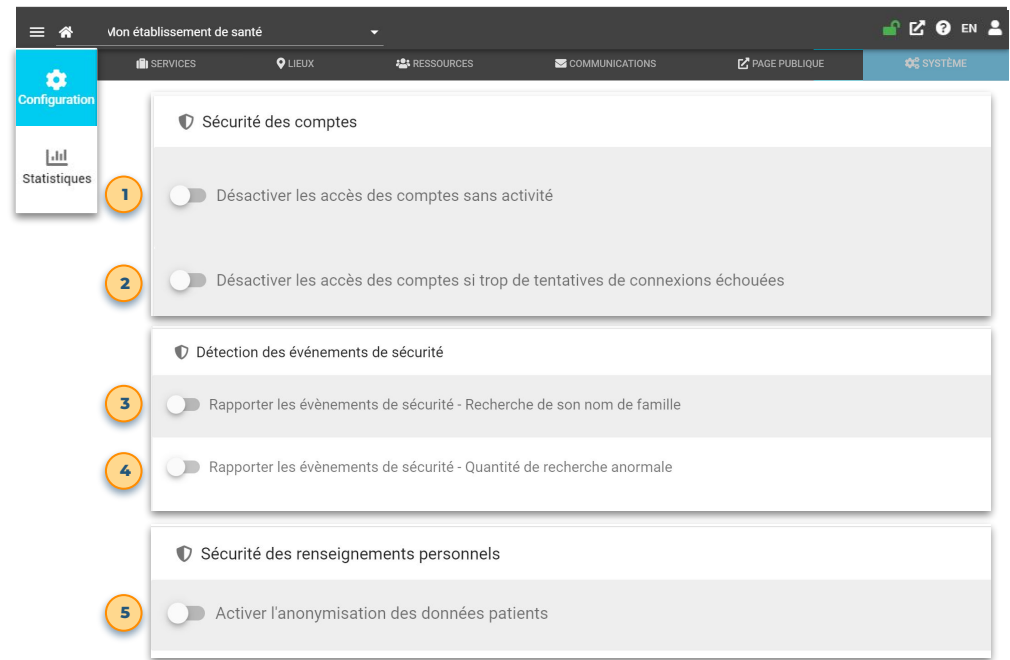 Mon établissement de santé
EN
Configuration
Statistiques
SERVICES
LIEUX
RESSOURCES
COMMUNICATIONS
PAGE PUBLIQUE
SYSTÈME
Sécurité des comptes
1
Désactiver les accès des comptes sans activité
2
Désactiver les accès des comptes si trop de tentatives de connexions échouées
Détection des événements de sécurité
3
Rapporter les évènements de sécurité - Recherche de son nom de famille
4
Rapporter les évènements de sécurité - Quantité de recherche anormale
Sécurité des renseignements personnels
5
Activer l'anonymisation des données patients